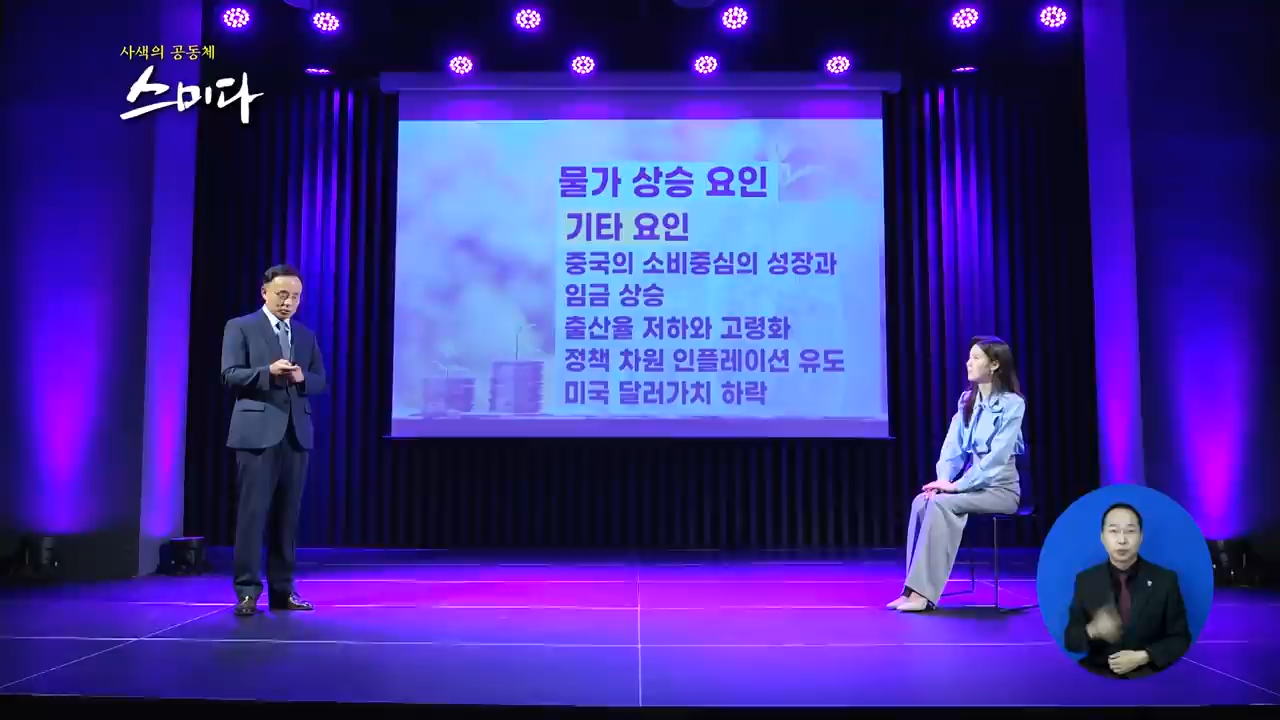 사색의 공동체
스미다
물가 상승 요인
기타 요인
중국의 소비중심의 성장과
임금 상승
출산율 저하와 고령화
정책 차원 인플레이션 유도
미국 달러가치 하락